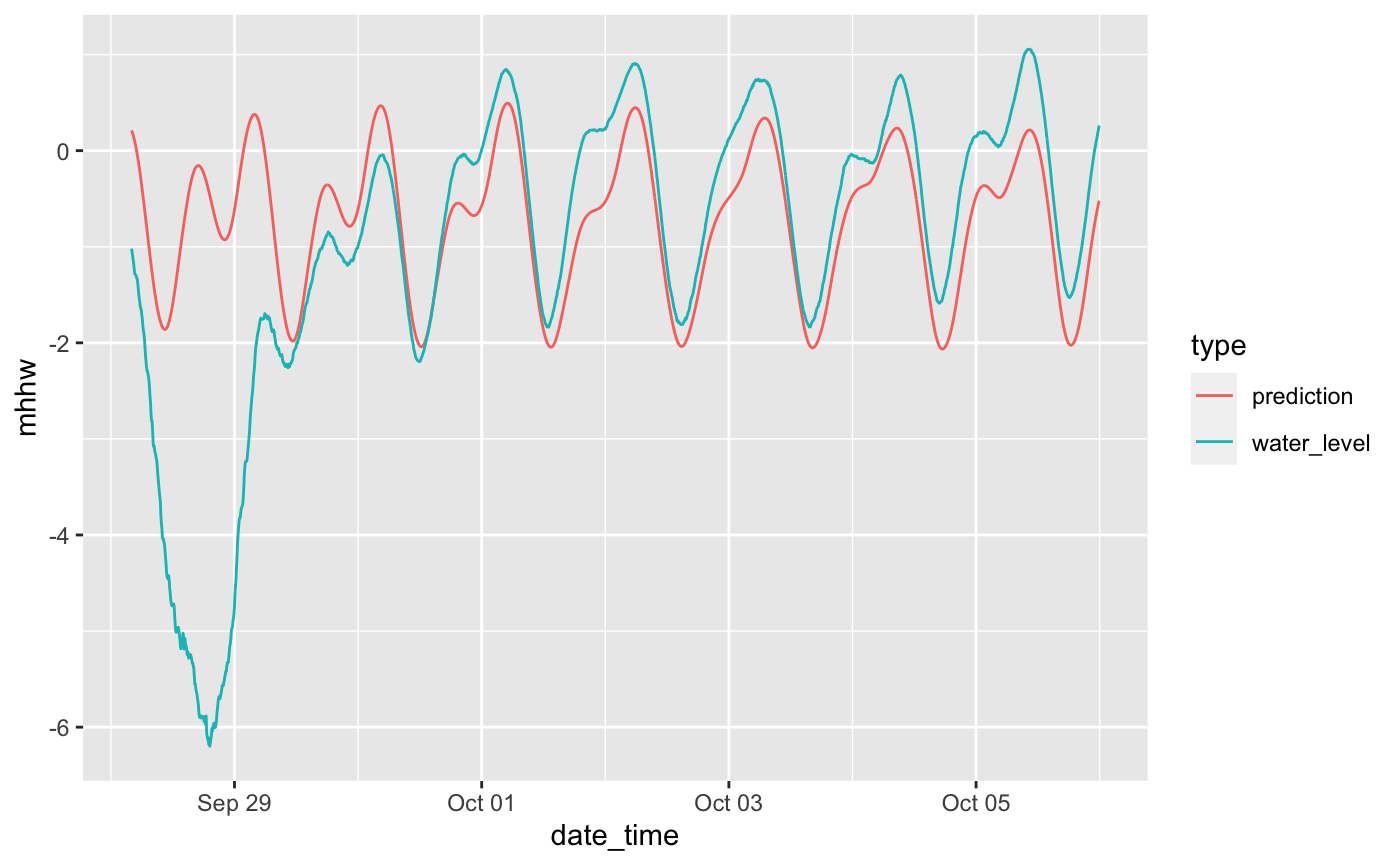 0
-2
-4
-6
mhhw
Sep 29
Oct 01
Oct 03
Oct 05
date_time
type
prediction
water_level